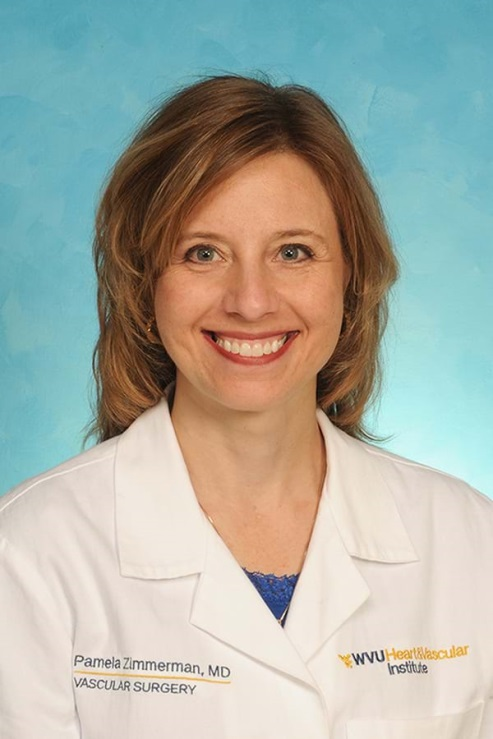 Pamela Zimmerman, MD
VASCULAR SURGERY
WVU Heart&Vascular
Institute